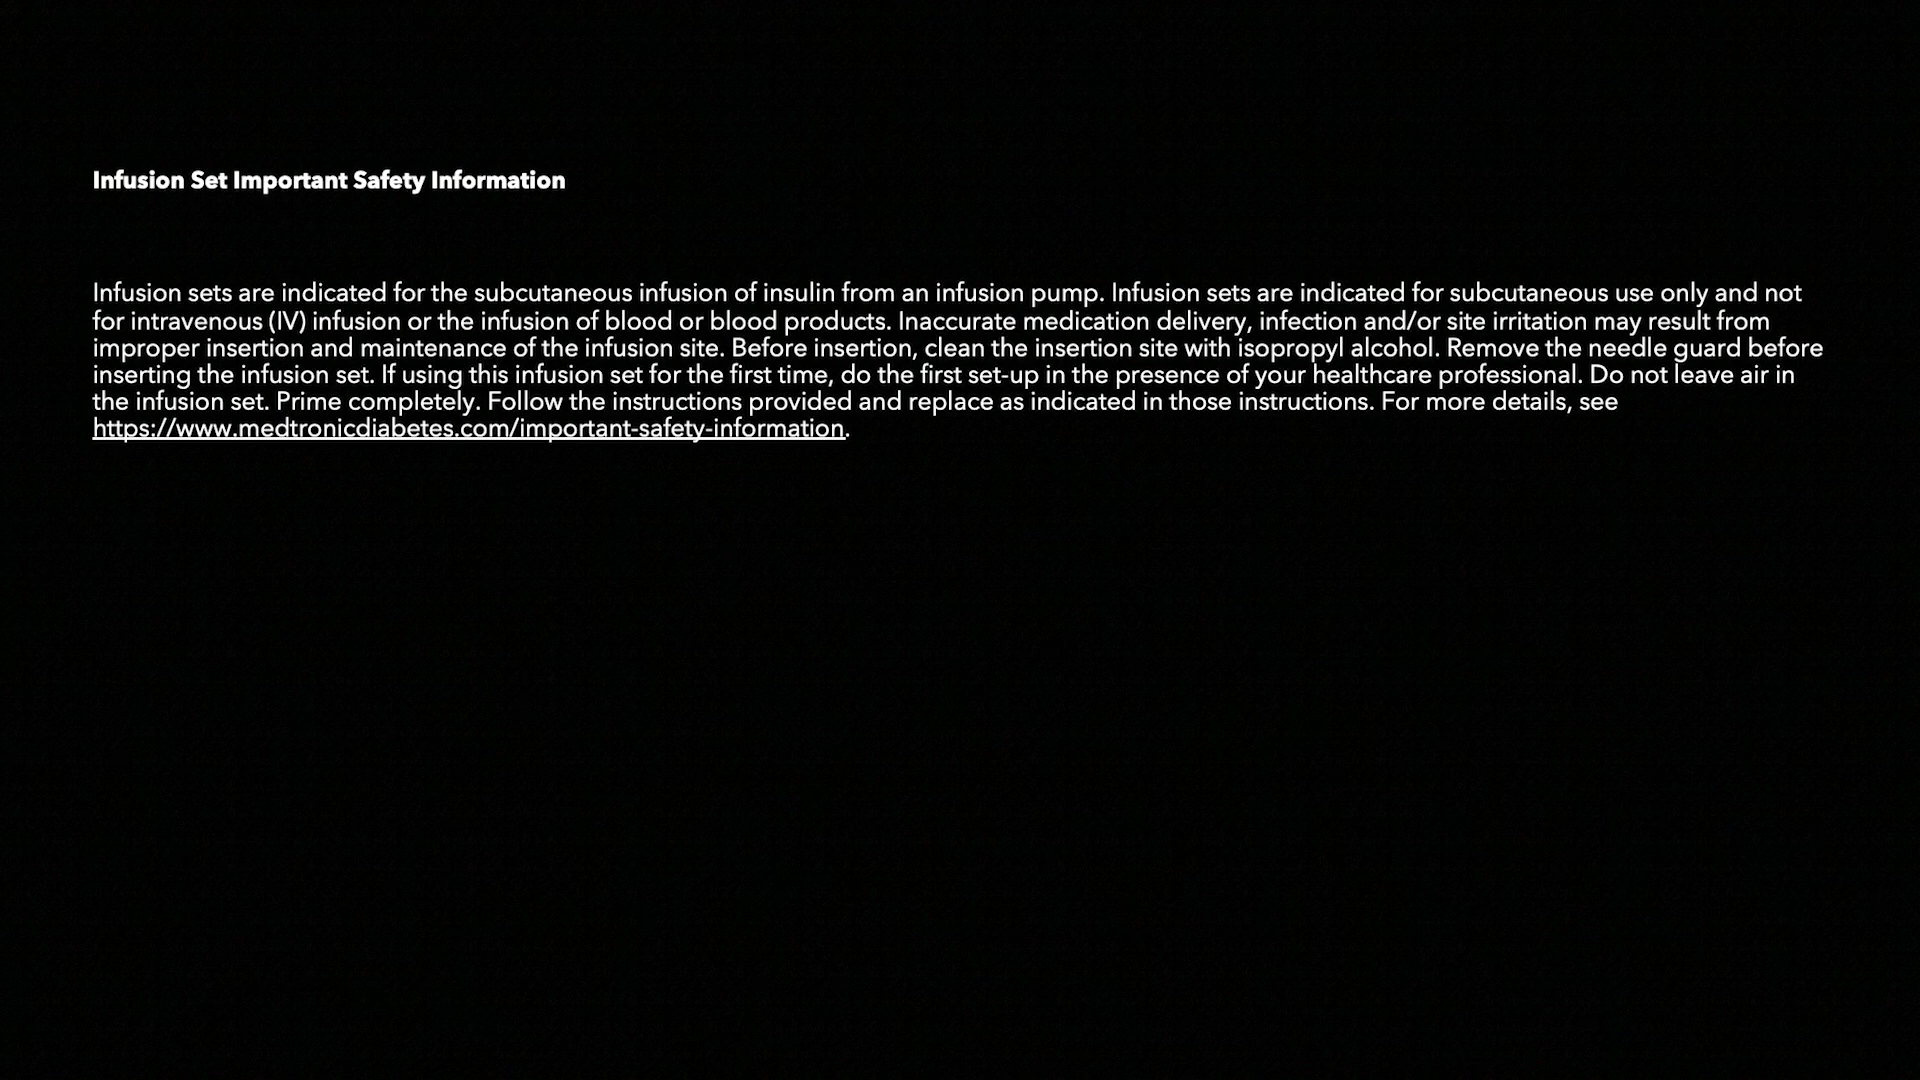 Infusion Set Important Safety Information
Infusion sets are indicated for the subcutaneous infusion of insulin from an infusion pump. Infusion sets are indicated for subcutaneous use only and not
for intravenous (IV) infusion or the infusion of blood or blood products. Inaccurate medication delivery, infection and/or site irritation may result from
improper insertion and maintenance of the infusion site. Before insertion, clean the insertion site with isopropyl alcohol. Remove the needle guard before
inserting the infusion set. If using this infusion set for the first time, do the first set-up in the presence of your healthcare professional. Do not leave air in
the infusion set. Prime completely. Follow the instructions provided and replace as indicated in those instructions. For more details, see
https://www.medtronicdiabetes.com/important-safety-information.